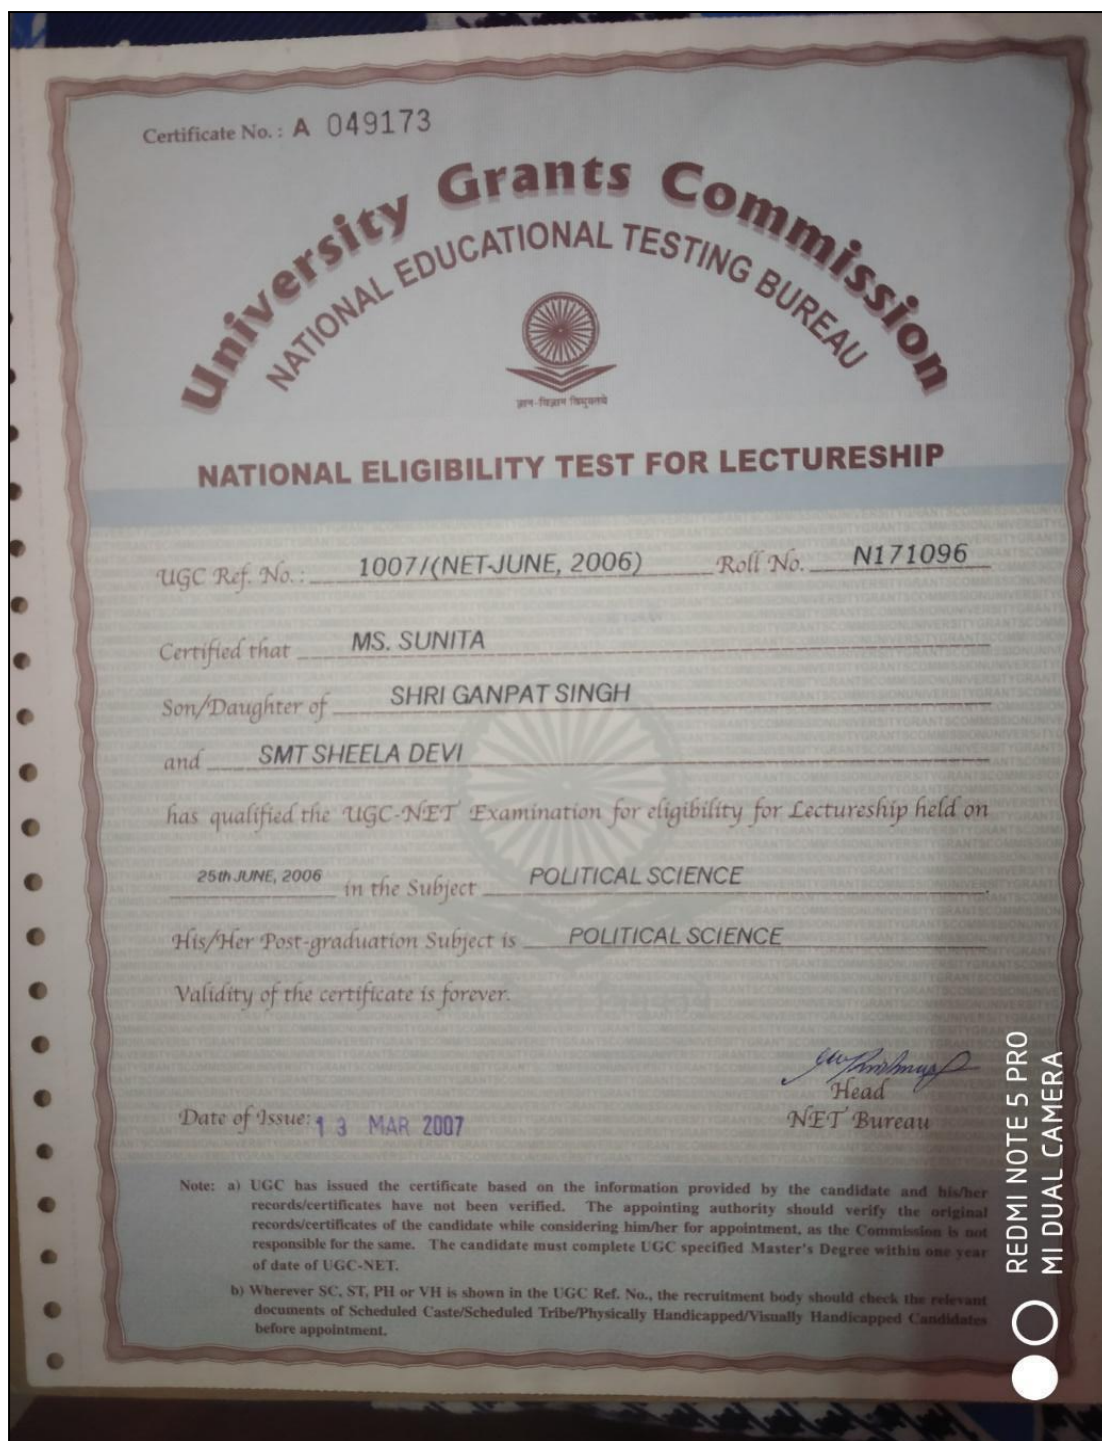 Certificate No. : A 049173
University Grants Commission
NATIONAL EDUCATIONAL TESTING BUREAU
ज्ञान-विज्ञान विमुक्तये
NATIONAL ELIGIBILITY TEST FOR LECTURESHIP
UGC Ref. No. : 1007/(NET-JUNE, 2006) Roll No. N171096
Certified that MS. SUNITA
Son/Daughter of SHRI GANPAT SINGH
and SMT SHEELA DEVI
has qualified the UGC-NET Examination for eligibility for Lectureship held on
25th JUNE, 2006 in the Subject POLITICAL SCIENCE
His/Her Post-graduation Subject is POLITICAL SCIENCE
Validity of the certificate is forever.
Head
Date of Issue: 13 MAR 2007 NET Bureau
Note: a) UGC has issued the certificate based on the information provided by the candidate and his/her
records/certificates have not been verified. The appointing authority should verify the original
records/certificates of the candidate while considering him/her for appointment, as the Commission is not
responsible for the same. The candidate must complete UGC specified Master's Degree within one year
of date of UGC-NET.
b) Wherever SC, ST, PH or VH is shown in the UGC Ref. No., the recruitment body should check the relevant
documents of Scheduled Caste/Scheduled Tribe/Physically Handicapped/Visually Handicapped Candidates
before appointment.
REDMI NOTE 5 PRO
MI DUAL CAMERA